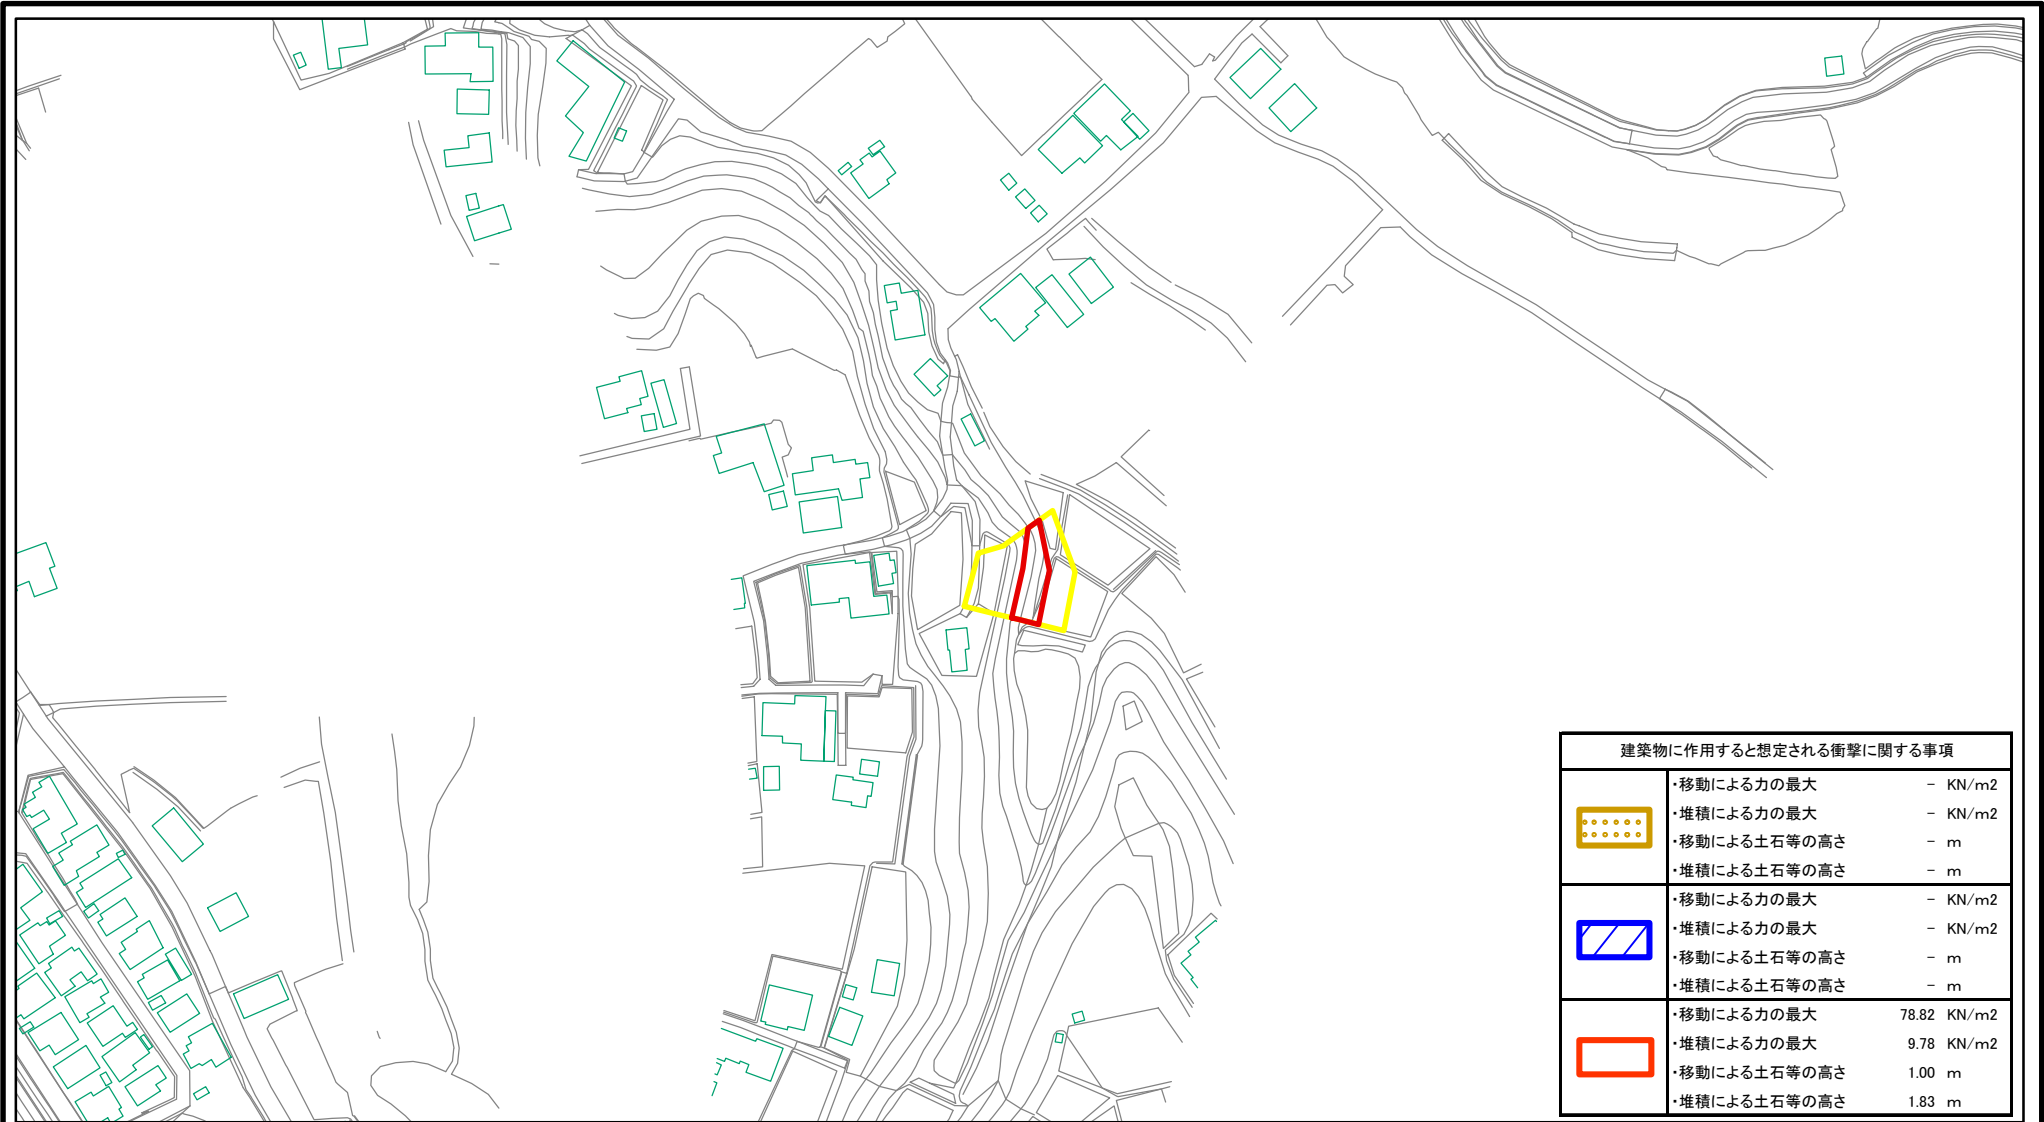 建築物に作用すると想定される衝撃に関する事項
・移動による力の最大 － KN/m2
・堆積による力の最大 － KN/m2
・移動による土石等の高さ － m
・堆積による土石等の高さ － m
・移動による力の最大 － KN/m2
・堆積による力の最大 － KN/m2
・移動による土石等の高さ － m
・堆積による土石等の高さ － m
・移動による力の最大 78.82 KN/m2
・堆積による力の最大 9.78 KN/m2
・移動による土石等の高さ 1.00 m
・堆積による土石等の高さ 1.83 m